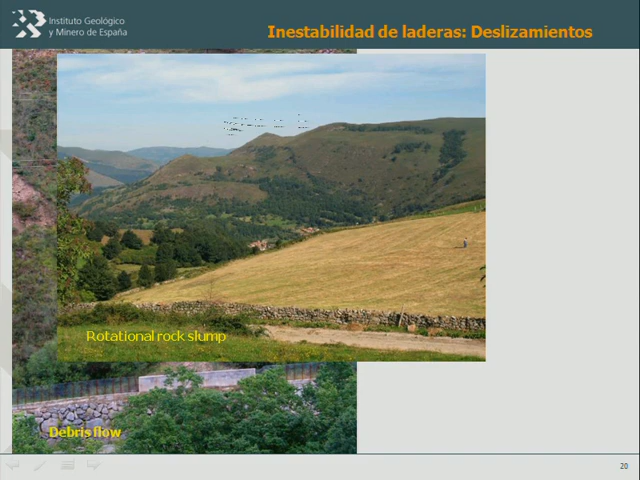 Instituto Geológico
y Minero de España
Inestabilidad de laderas: Deslizamientos
Rotational rock slump
Debris flow
20